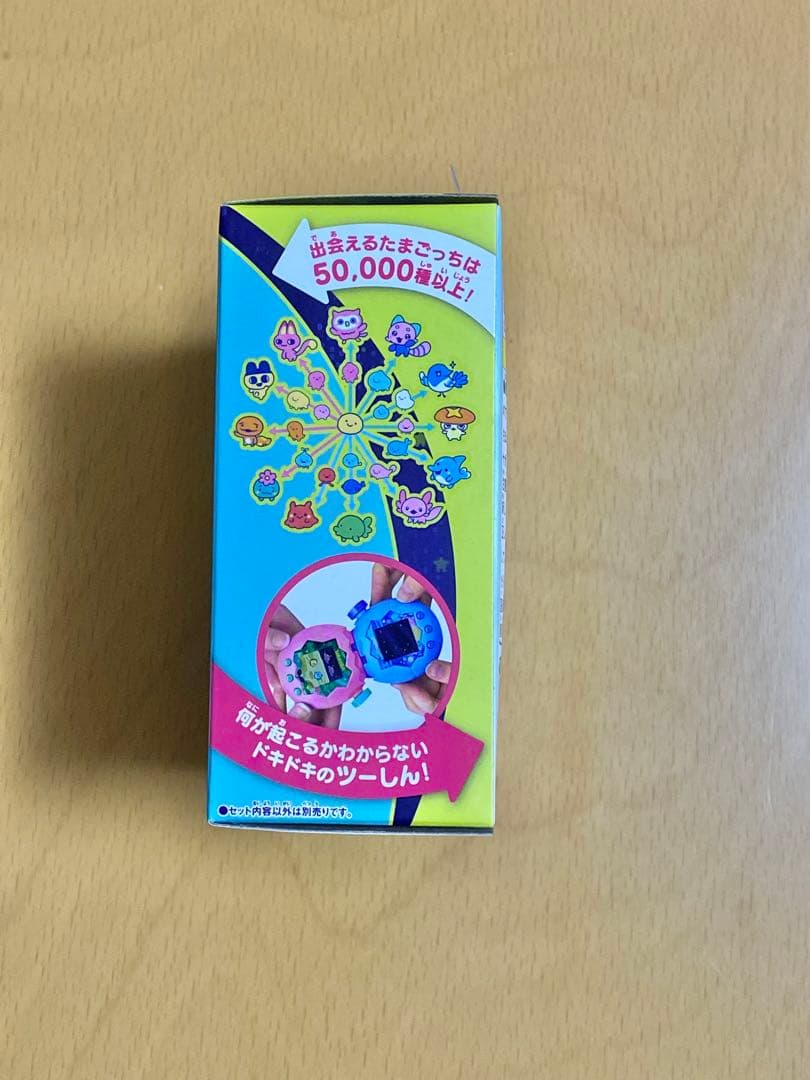 出会えるたまごっちは
50,000種以上!
何が起こるかわからない
ドキドキのツーしん!
●セット内容以外は別売りです。